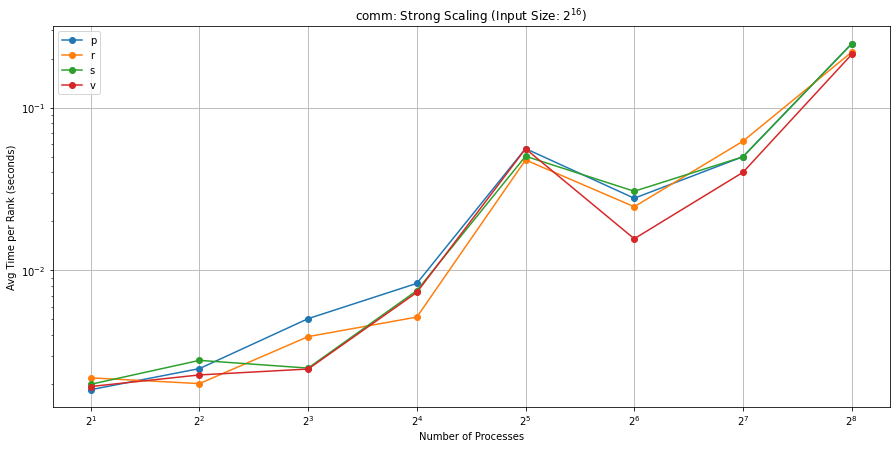 comm: Strong Scaling (Input Size: 2^16)
p
r
s
v
10^-1
10^-2
Avg Time per Rank (seconds)
2^1 2^2 2^3 2^4 2^5 2^6 2^7 2^8
Number of Processes